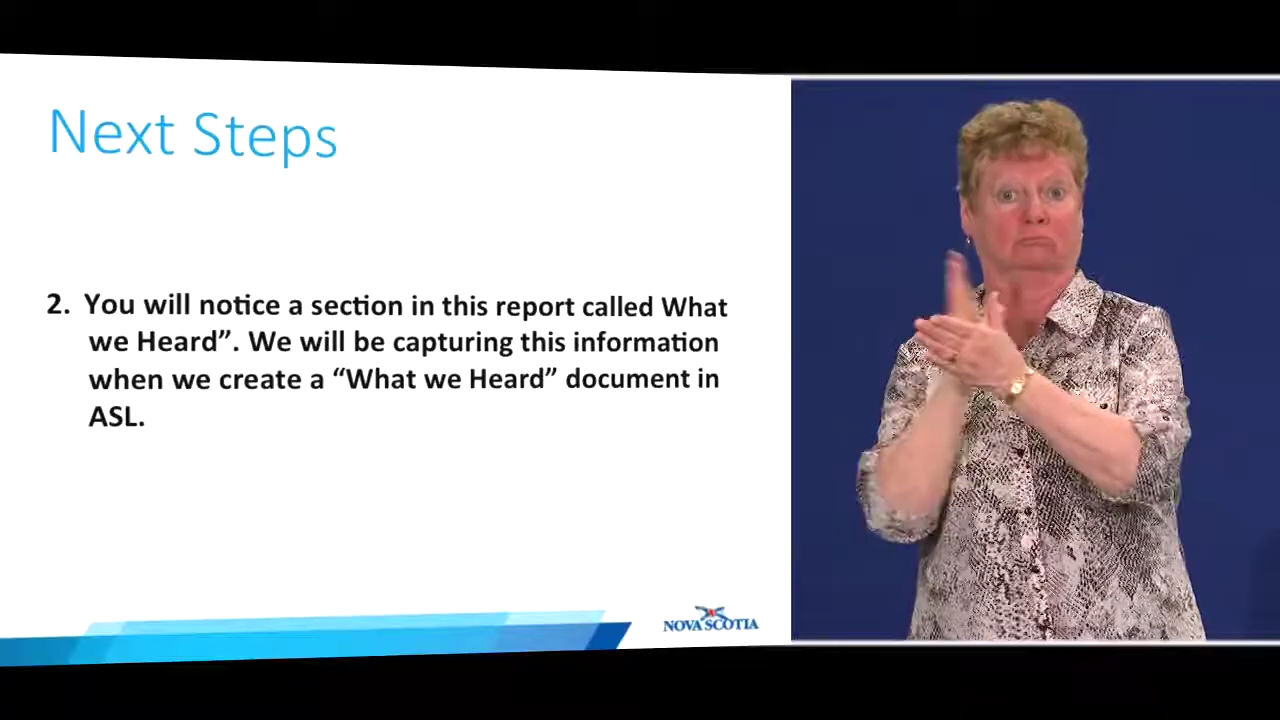 Next Steps
2. You will notice a section in this report called What
we Heard”. We will be capturing this information
when we create a “What we Heard” document in
ASL.
NOVA SCOTIA